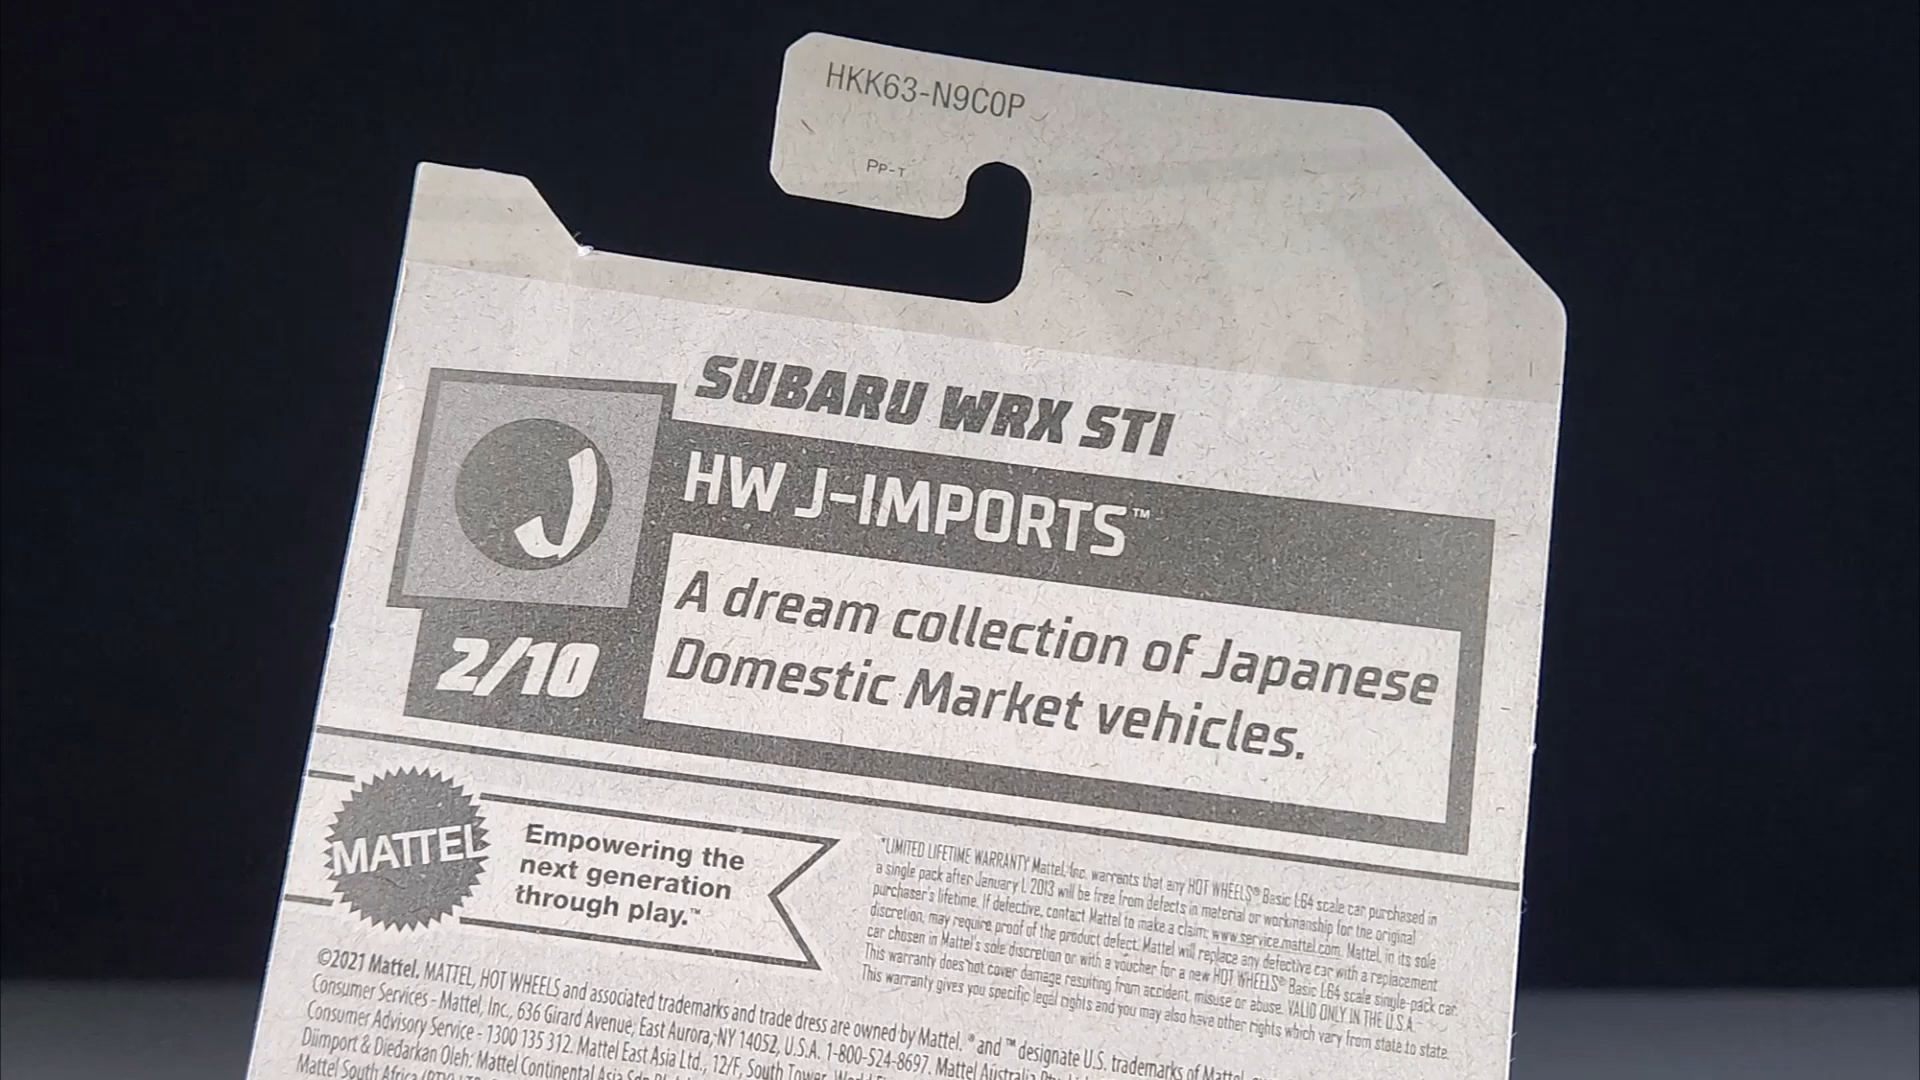 HKK63-N9C0P
PP-T
SUBARU WRX STI
HW J-IMPORTS™
J
A dream collection of Japanese
Domestic Market vehicles.
2/10
MATTEL
Empowering the
next generation
through play.™
*LIMITED LIFETIME WARRANTY Mattel, Inc. warrants that any HOT WHEELS® Basic 1:64 scale car purchased in
a single pack after January 1, 2013 will be free from defects in material or workmanship for the original
purchaser's lifetime. If defective, contact Mattel to make a claim: www.service.mattel.com. Mattel, in its sole
discretion, may require proof of the product defect. Mattel will replace any defective car with a replacement
car chosen in Mattel's sole discretion or with a voucher for a new HOT WHEELS® Basic 1:64 scale single-pack car.
This warranty does not cover damage resulting from accident, misuse or abuse. VALID ONLY IN THE U.S.A.
This warranty gives you specific legal rights and you may also have other rights which vary from state to state.
©2021 Mattel. MATTEL, HOT WHEELS and associated trademarks and trade dress are owned by Mattel. ® and ™ designate U.S. trademarks of Mattel,
Consumer Services - Mattel, Inc., 636 Girard Avenue, East Aurora, NY 14052, U.S.A. 1-800-524-8697. Mattel Australia
Consumer Advisory Service - 1300 135 312. Mattel East Asia Ltd., 12/F, South Tower, World
Diimport & Diedarkan Oleh: Mattel Continental Asia Sdn
Mattel South Africa (PTY) LTD